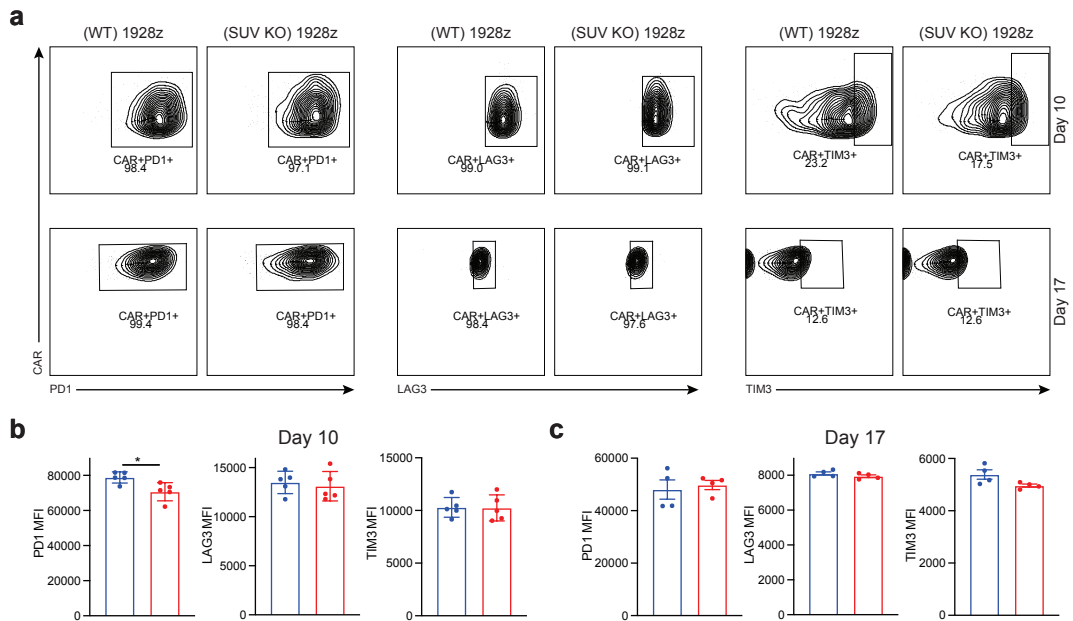 a
(WT) 1928z (SUV KO) 1928z (WT) 1928z (SUV KO) 1928z (WT) 1928z (SUV KO) 1928z
CAR+PD1+
98.4
CAR+PD1+
97.1
CAR+LAG3+
99.0
CAR+LAG3+
99.1
CAR+TIM3+
23.2
CAR+TIM3+
17.5
Day 10
CAR+PD1+
99.4
CAR+PD1+
98.4
CAR+LAG3+
98.4
CAR+LAG3+
97.6
CAR+TIM3+
12.6
CAR+TIM3+
12.6
Day 17
CAR
PD1
LAG3
TIM3
b
Day 10
PD1 MFI
80000
60000
40000
20000
0
*
LAG3 MFI
15000
10000
5000
0
TIM3 MFI
15000
10000
5000
0
c
Day 17
PD1 MFI
60000
40000
20000
0
LAG3 MFI
8000
6000
4000
2000
0
TIM3 MFI
6000
4000
2000
0